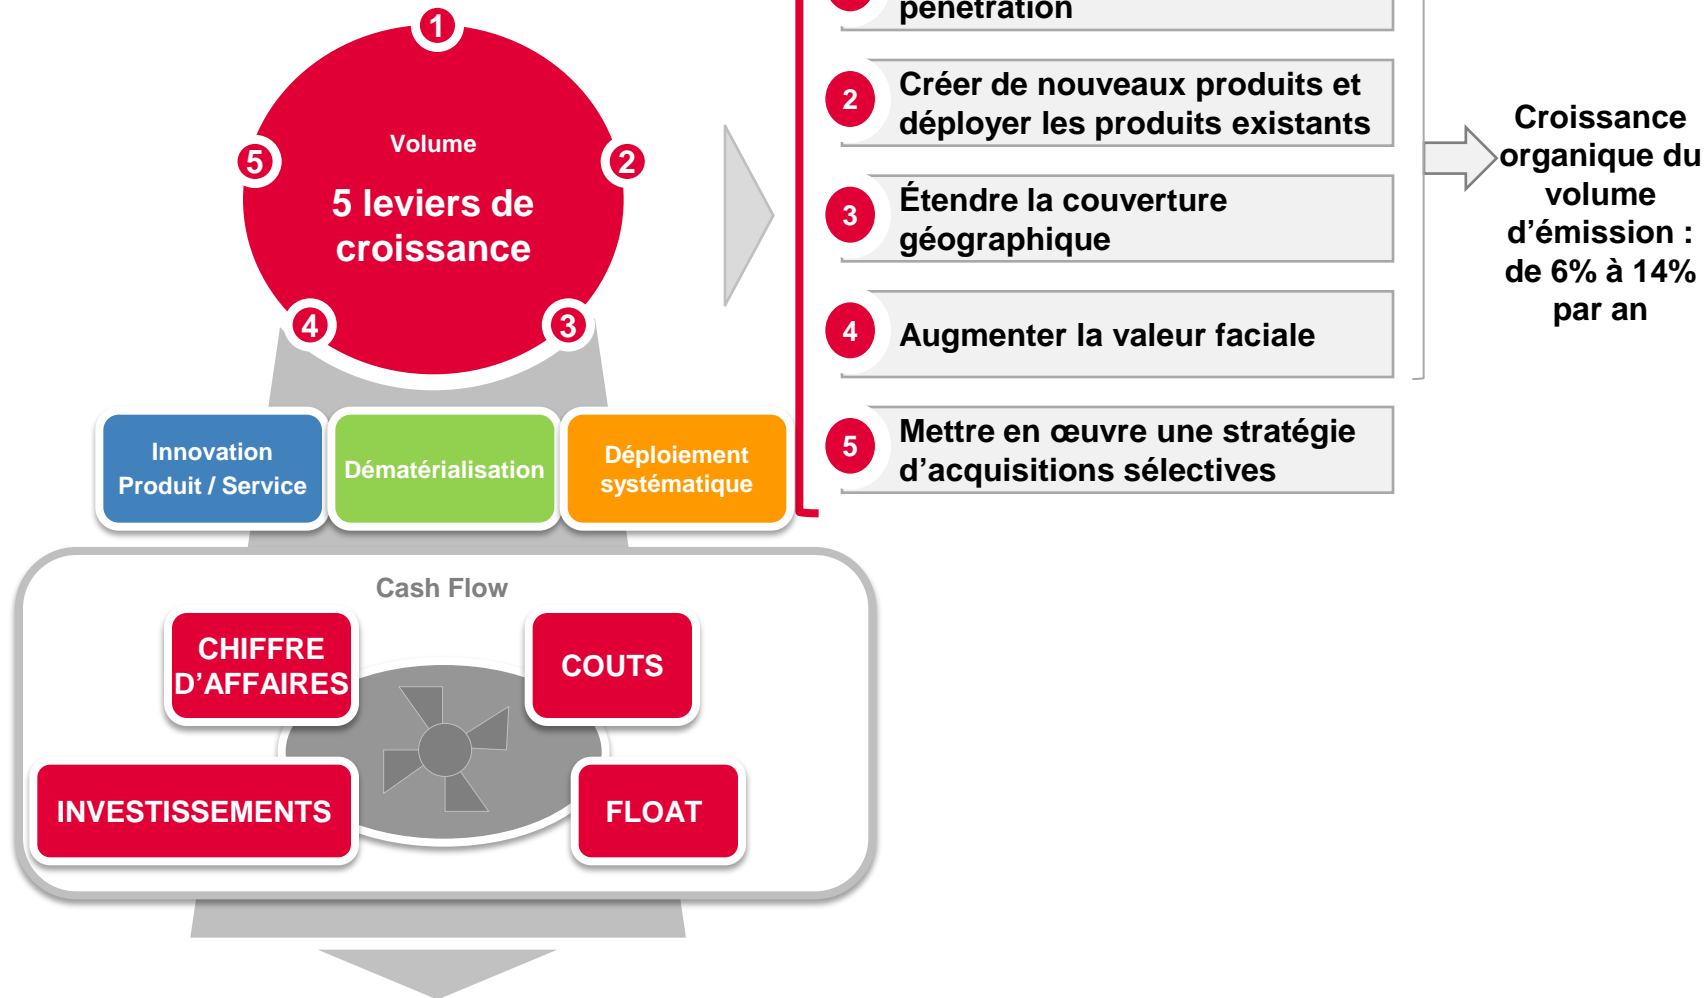 1
5
2
4
3
Volume
5 leviers de
croissance
pénétration
2
Créer de nouveaux produits et
déployer les produits existants
3
Étendre la couverture
géographique
4
Augmenter la valeur faciale
5
Mettre en œuvre une stratégie
d’acquisitions sélectives
Croissance
organique du
volume
d’émission :
de 6% à 14%
par an
Innovation
Produit / Service
Dématérialisation
Déploiement
systématique
Cash Flow
CHIFFRE
D’AFFAIRES
COUTS
INVESTISSEMENTS
FLOAT